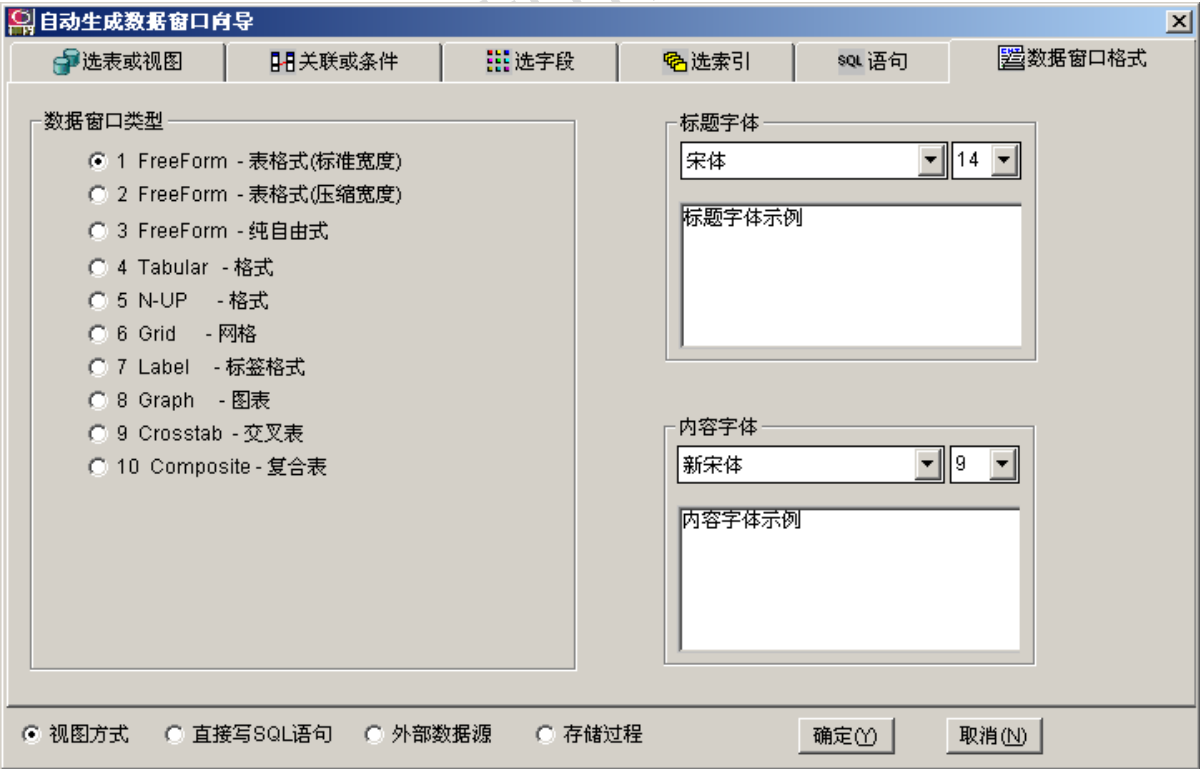 自动生成数据窗口向导
选表或视图 关联或条件 选字段 选索引 SQL 语句 数据窗口格式
数据窗口类型
1 FreeForm - 表格式(标准宽度)
2 FreeForm - 表格式(压缩宽度)
3 FreeForm - 纯自由式
4 Tabular - 格式
5 N-UP - 格式
6 Grid - 网格
7 Label - 标签格式
8 Graph - 图表
9 Crosstab - 交叉表
10 Composite - 复合表
标题字体
宋体 14
标题字体示例
内容字体
新宋体 9
内容字体示例
视图方式 直接写SQL语句 外部数据源 存储过程 确定(Y) 取消(N)